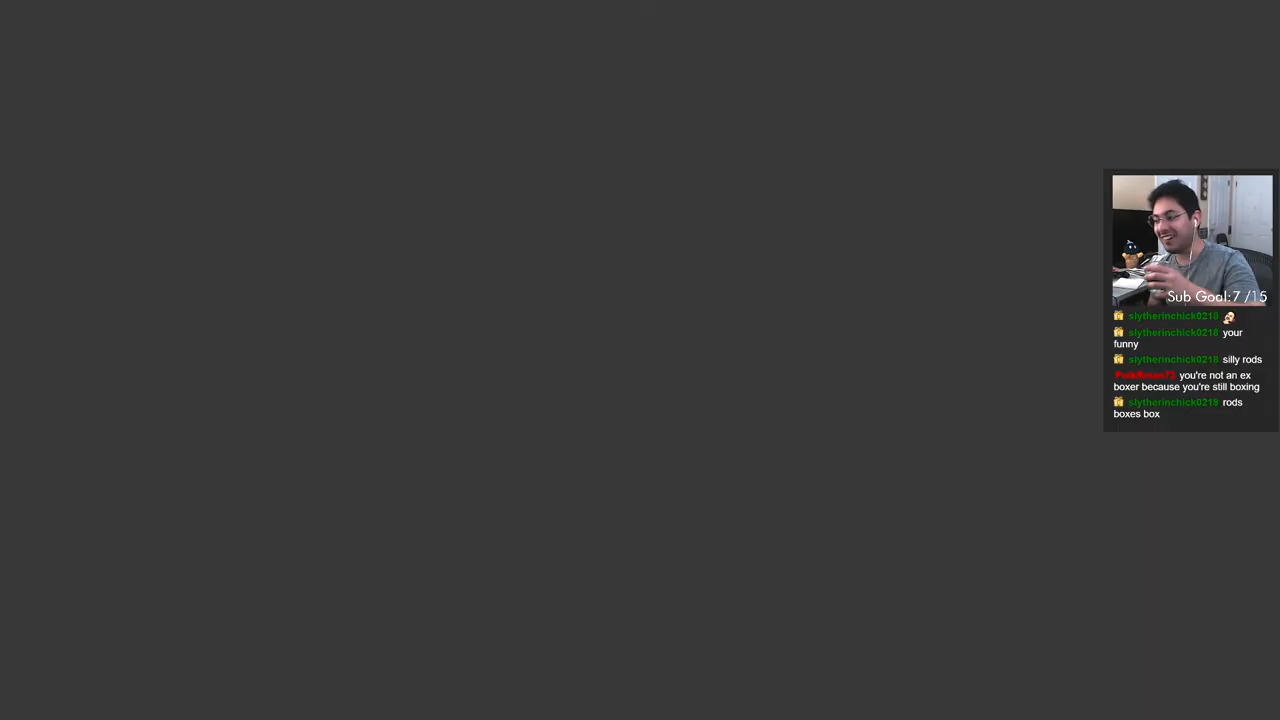 Sub Goal: 7 /15
slytherinchick0218
slytherinchick0218 your
funny
slytherinchick0218 silly rods
you're not an ex
boxer because you're still boxing
slytherinchick0218 rods
boxes box